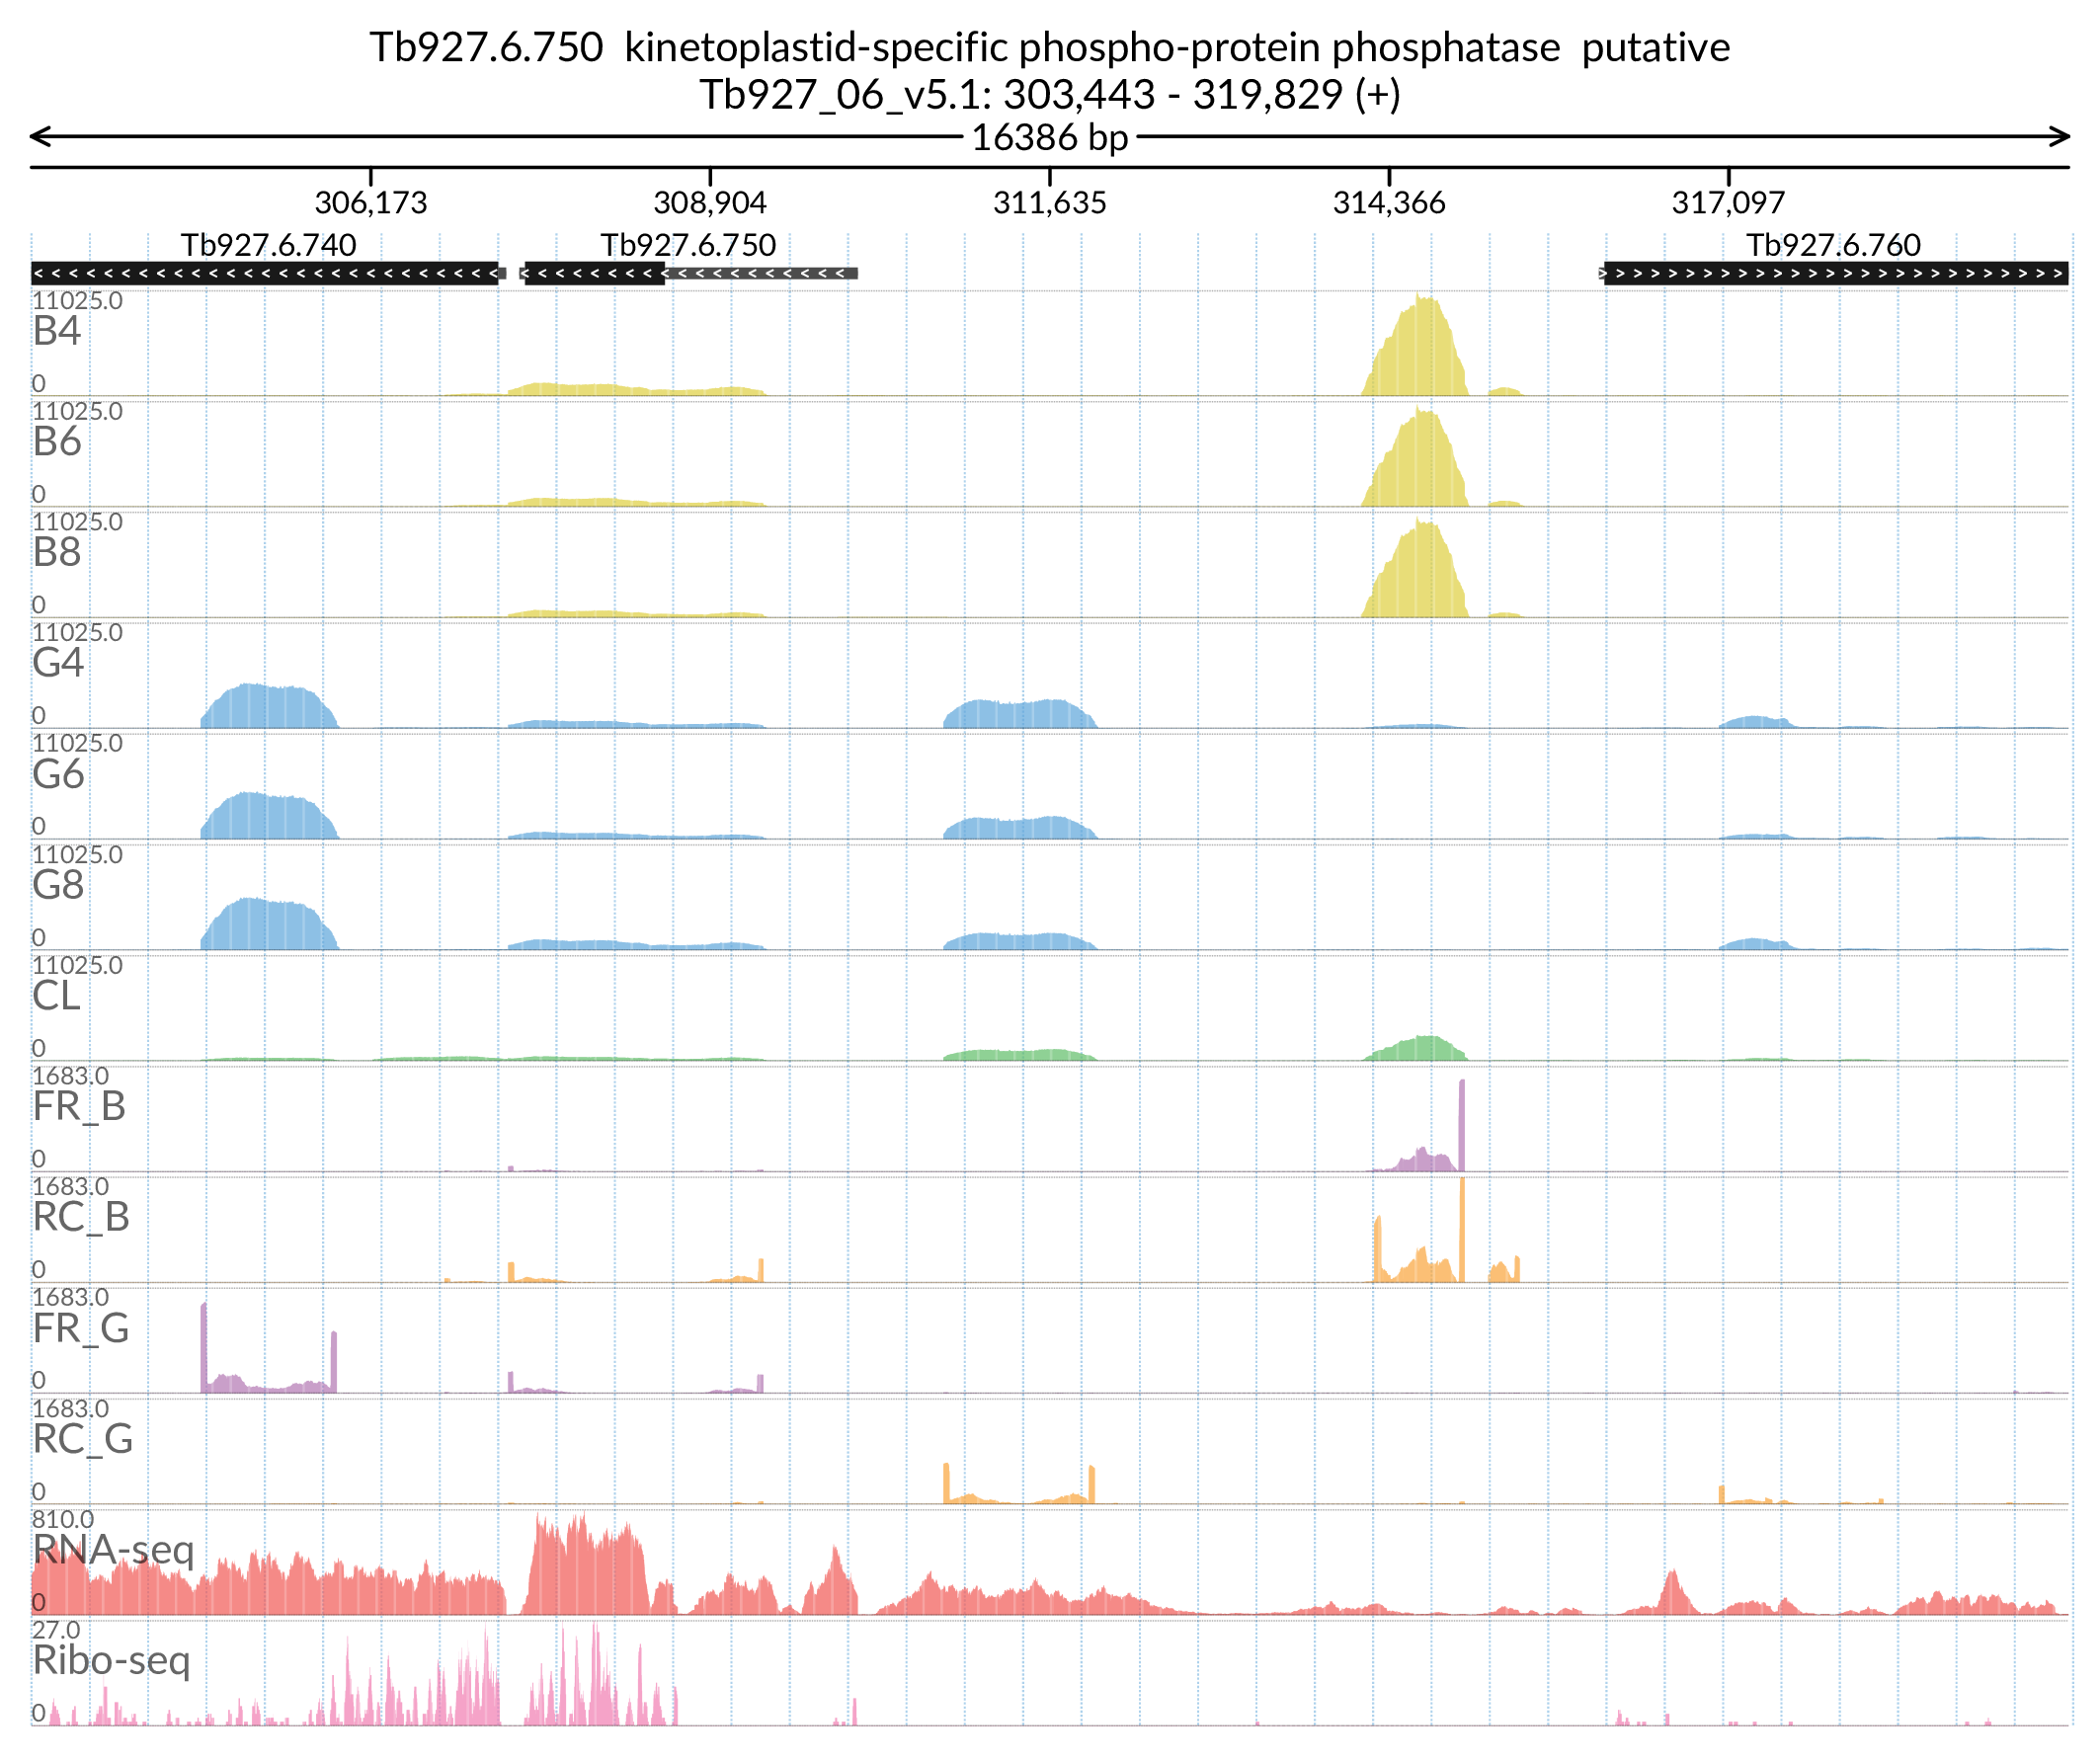 Tb927.6.750 kinetoplastid-specific phospho-protein phosphatase putative
Tb927_06_v5.1: 303,443 - 319,829 (+)
16386 bp
306,173 308,904 311,635 314,366 317,097
Tb927.6.740 Tb927.6.750 Tb927.6.760
11025.0
B4
0
11025.0
B6
0
11025.0
B8
0
11025.0
G4
0
11025.0
G6
0
11025.0
G8
0
11025.0
CL
0
1683.0
FR_B
0
1683.0
RC_B
0
1683.0
FR_G
0
1683.0
RC_G
0
810.0
RNA-seq
0
27.0
Ribo-seq
0